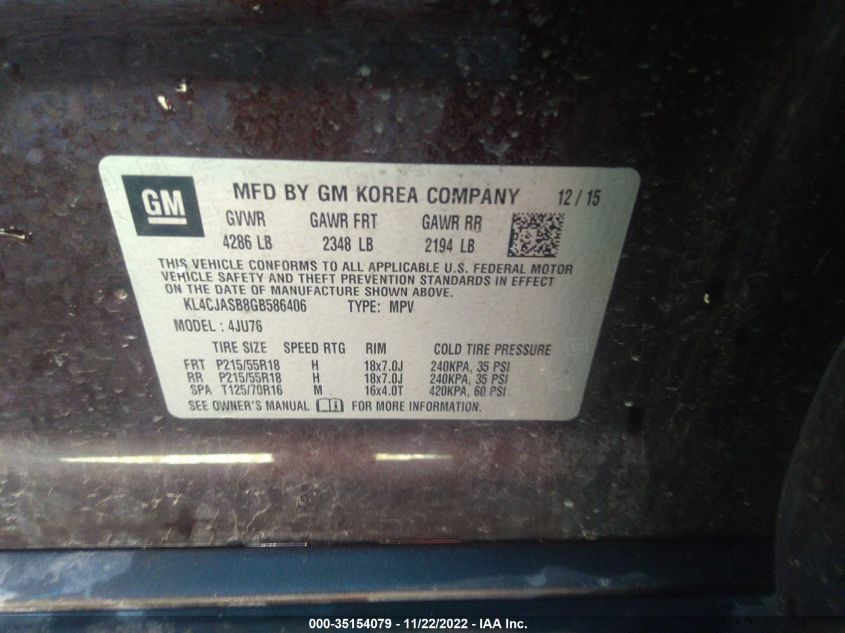 GM MFD BY GM KOREA COMPANY 12 / 15
GVWR GAWR FRT GAWR RR
4286 LB 2348 LB 2194 LB
THIS VEHICLE CONFORMS TO ALL APPLICABLE U.S. FEDERAL MOTOR
VEHICLE SAFETY AND THEFT PREVENTION STANDARDS IN EFFECT
ON THE DATE OF MANUFACTURE SHOWN ABOVE.
KL4CJASB8GB586406 TYPE: MPV
MODEL : 4JU76
TIRE SIZE SPEED RTG RIM COLD TIRE PRESSURE
FRT P215/55R18 H 18x7.0J 240KPA, 35 PSI
RR P215/55R18 H 18x7.0J 240KPA, 35 PSI
SPA T125/70R16 M 16x4.0T 420KPA, 60 PSI
SEE OWNER'S MANUAL FOR MORE INFORMATION.
000-35154079 - 11/22/2022 - IAA Inc.